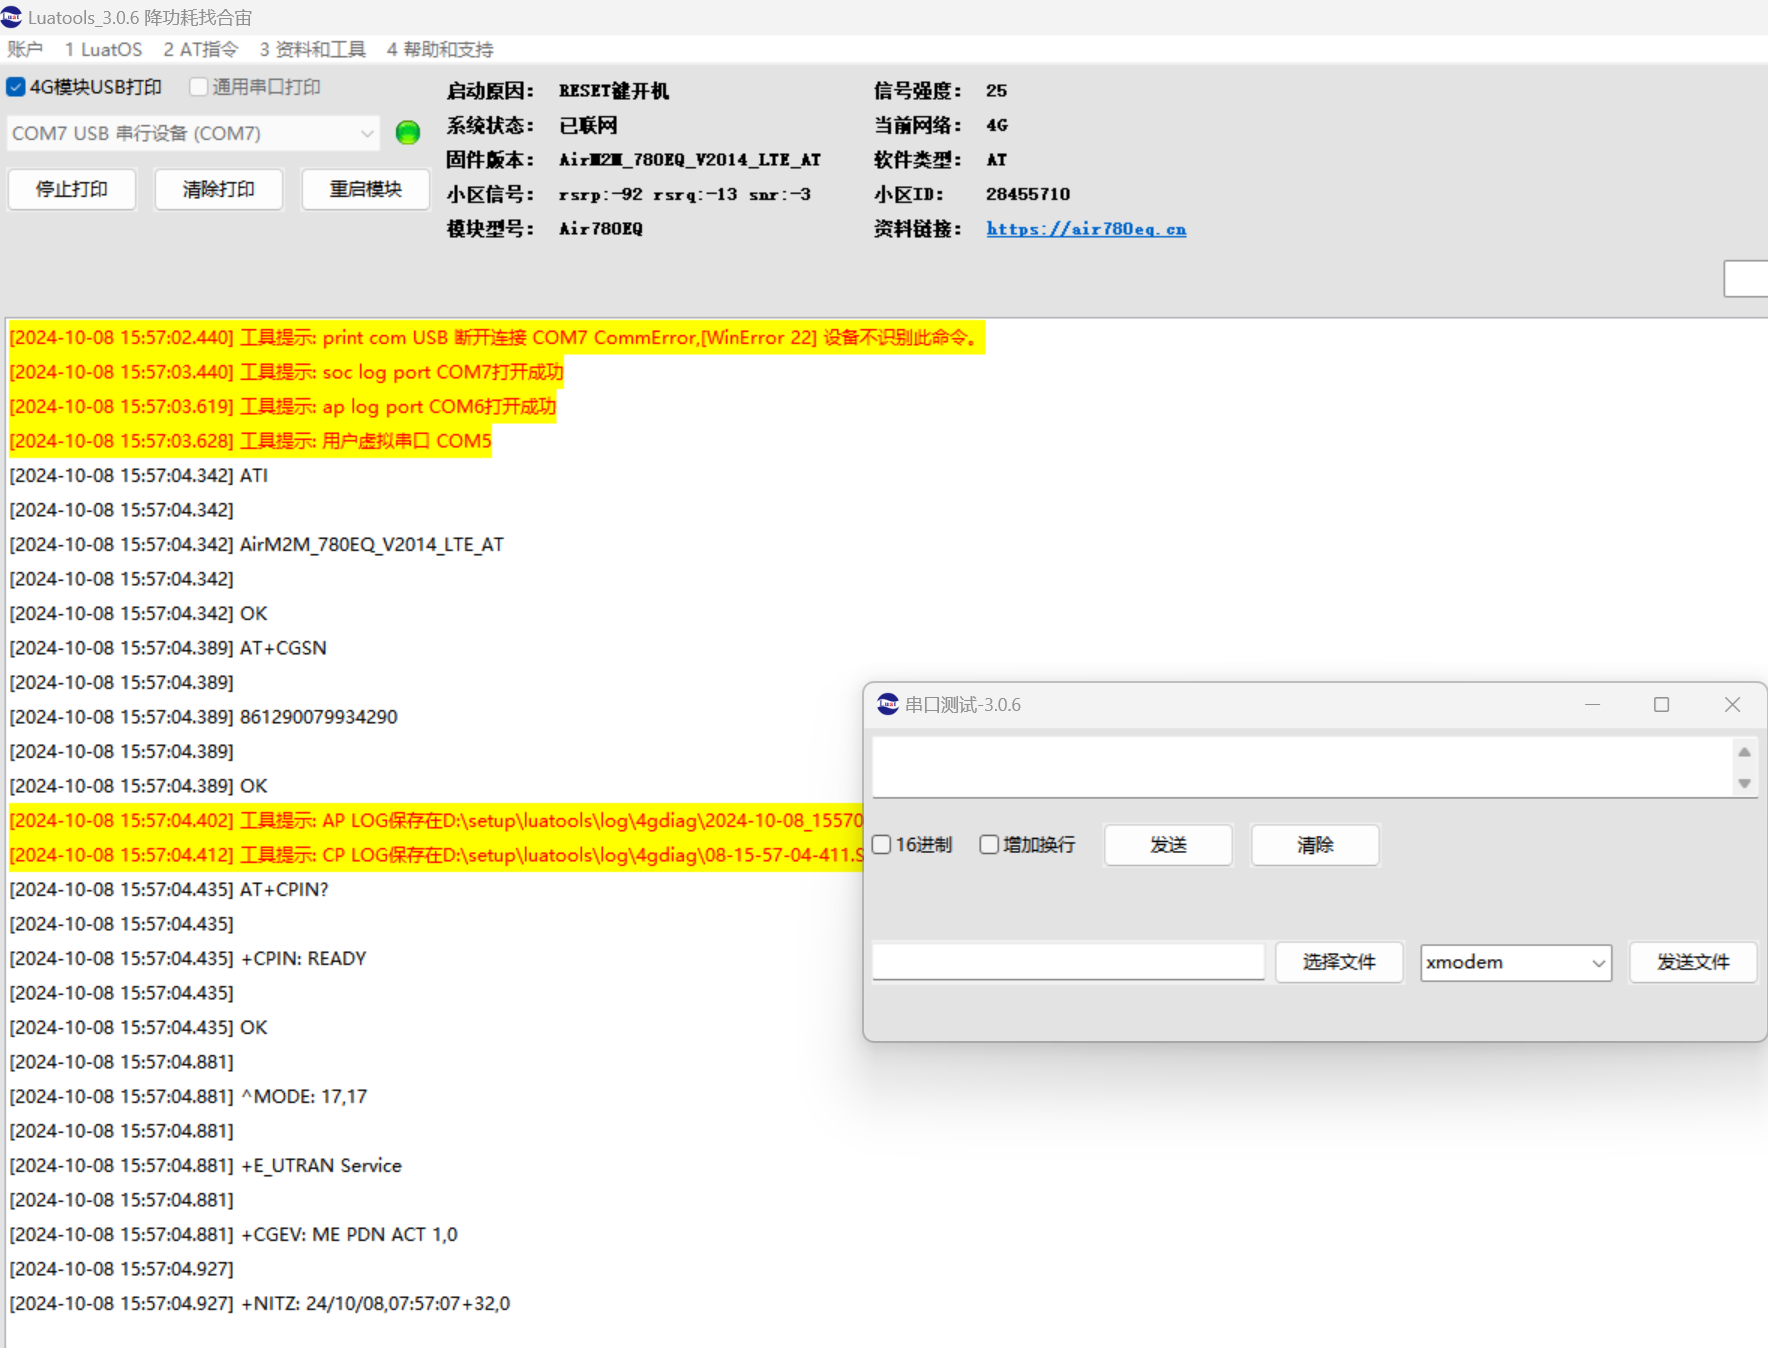 Luatools_3.0.6 降功耗找合宙
账户 1 LuatOS 2 AT指令 3 资料和工具 4 帮助和支持
4G模块USB打印 通用串口打印
COM7 USB 串行设备 (COM7)
停止打印 清除打印 重启模块
启动原因： RESET键开机 信号强度： 25
系统状态： 已联网 当前网络： 4G
固件版本： AirM2M_780EQ_V2014_LTE_AT 软件类型： AT
小区信号： rsrp:-92 rsrq:-13 snr:-3 小区ID： 28455710
模块型号： Air780EQ 资料链接： https://air780eq.cn
[2024-10-08 15:57:02.440] 工具提示: print com USB 断开连接 COM7 CommError,[WinError 22] 设备不识别此命令。
[2024-10-08 15:57:03.440] 工具提示: soc log port COM7打开成功
[2024-10-08 15:57:03.619] 工具提示: ap log port COM6打开成功
[2024-10-08 15:57:03.628] 工具提示: 用户虚拟串口 COM5
[2024-10-08 15:57:04.342] ATI
[2024-10-08 15:57:04.342]
[2024-10-08 15:57:04.342] AirM2M_780EQ_V2014_LTE_AT
[2024-10-08 15:57:04.342]
[2024-10-08 15:57:04.342] OK
[2024-10-08 15:57:04.389] AT+CGSN
[2024-10-08 15:57:04.389]
[2024-10-08 15:57:04.389] 861290079934290
[2024-10-08 15:57:04.389]
[2024-10-08 15:57:04.389] OK
[2024-10-08 15:57:04.402] 工具提示: AP LOG保存在D:\setup\luatools\log\4gdiag\2024-10-08_15570
[2024-10-08 15:57:04.412] 工具提示: CP LOG保存在D:\setup\luatools\log\4gdiag\08-15-57-04-411.S
[2024-10-08 15:57:04.435] AT+CPIN?
[2024-10-08 15:57:04.435]
[2024-10-08 15:57:04.435] +CPIN: READY
[2024-10-08 15:57:04.435]
[2024-10-08 15:57:04.435] OK
[2024-10-08 15:57:04.881]
[2024-10-08 15:57:04.881] ^MODE: 17,17
[2024-10-08 15:57:04.881]
[2024-10-08 15:57:04.881] +E_UTRAN Service
[2024-10-08 15:57:04.881]
[2024-10-08 15:57:04.881] +CGEV: ME PDN ACT 1,0
[2024-10-08 15:57:04.927]
[2024-10-08 15:57:04.927] +NITZ: 24/10/08,07:57:07+32,0
串口测试-3.0.6
16进制 增加换行 发送 清除
选择文件 xmodem 发送文件